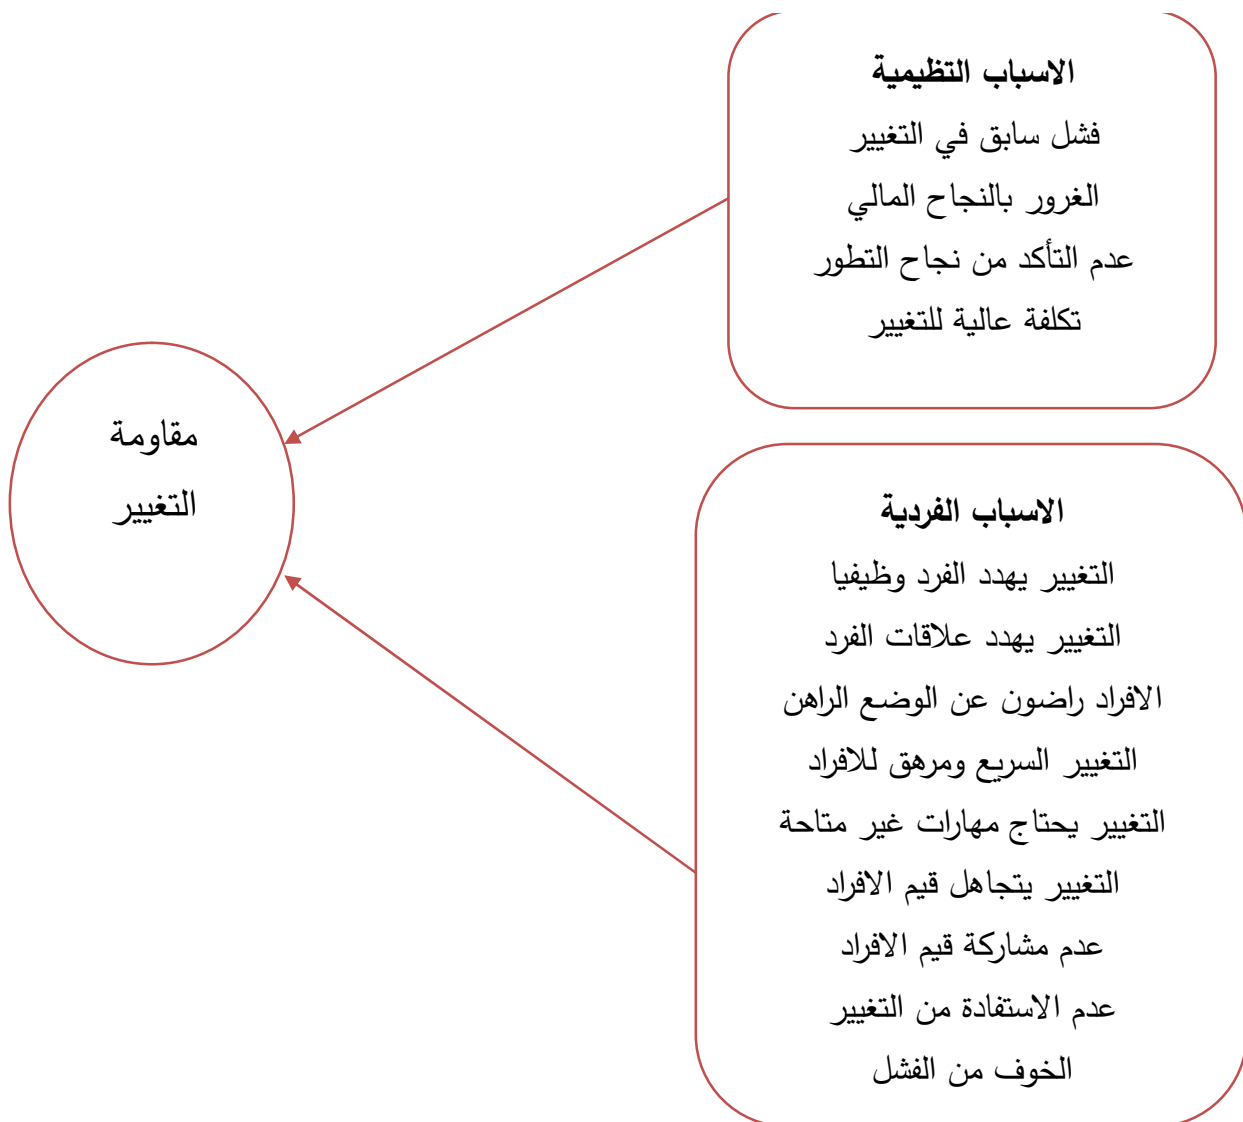 الاسباب التظيمية
فشل سابق في التغيير
الغرور بالنجاح المالي
عدم التأكد من نجاح التطور
تكلفة عالية للتغيير
مقاومة
التغيير
الاسباب الفردية
التغيير يهدد الفرد وظيفيا
التغيير يهدد علاقات الفرد
الافراد راضون عن الوضع الراهن
التغيير السريع ومرهق للافراد
التغيير يحتاج مهارات غير متاحة
التغيير يتجاهل قيم الافراد
عدم مشاركة قيم الافراد
عدم الاستفادة من التغيير
الخوف من الفشل